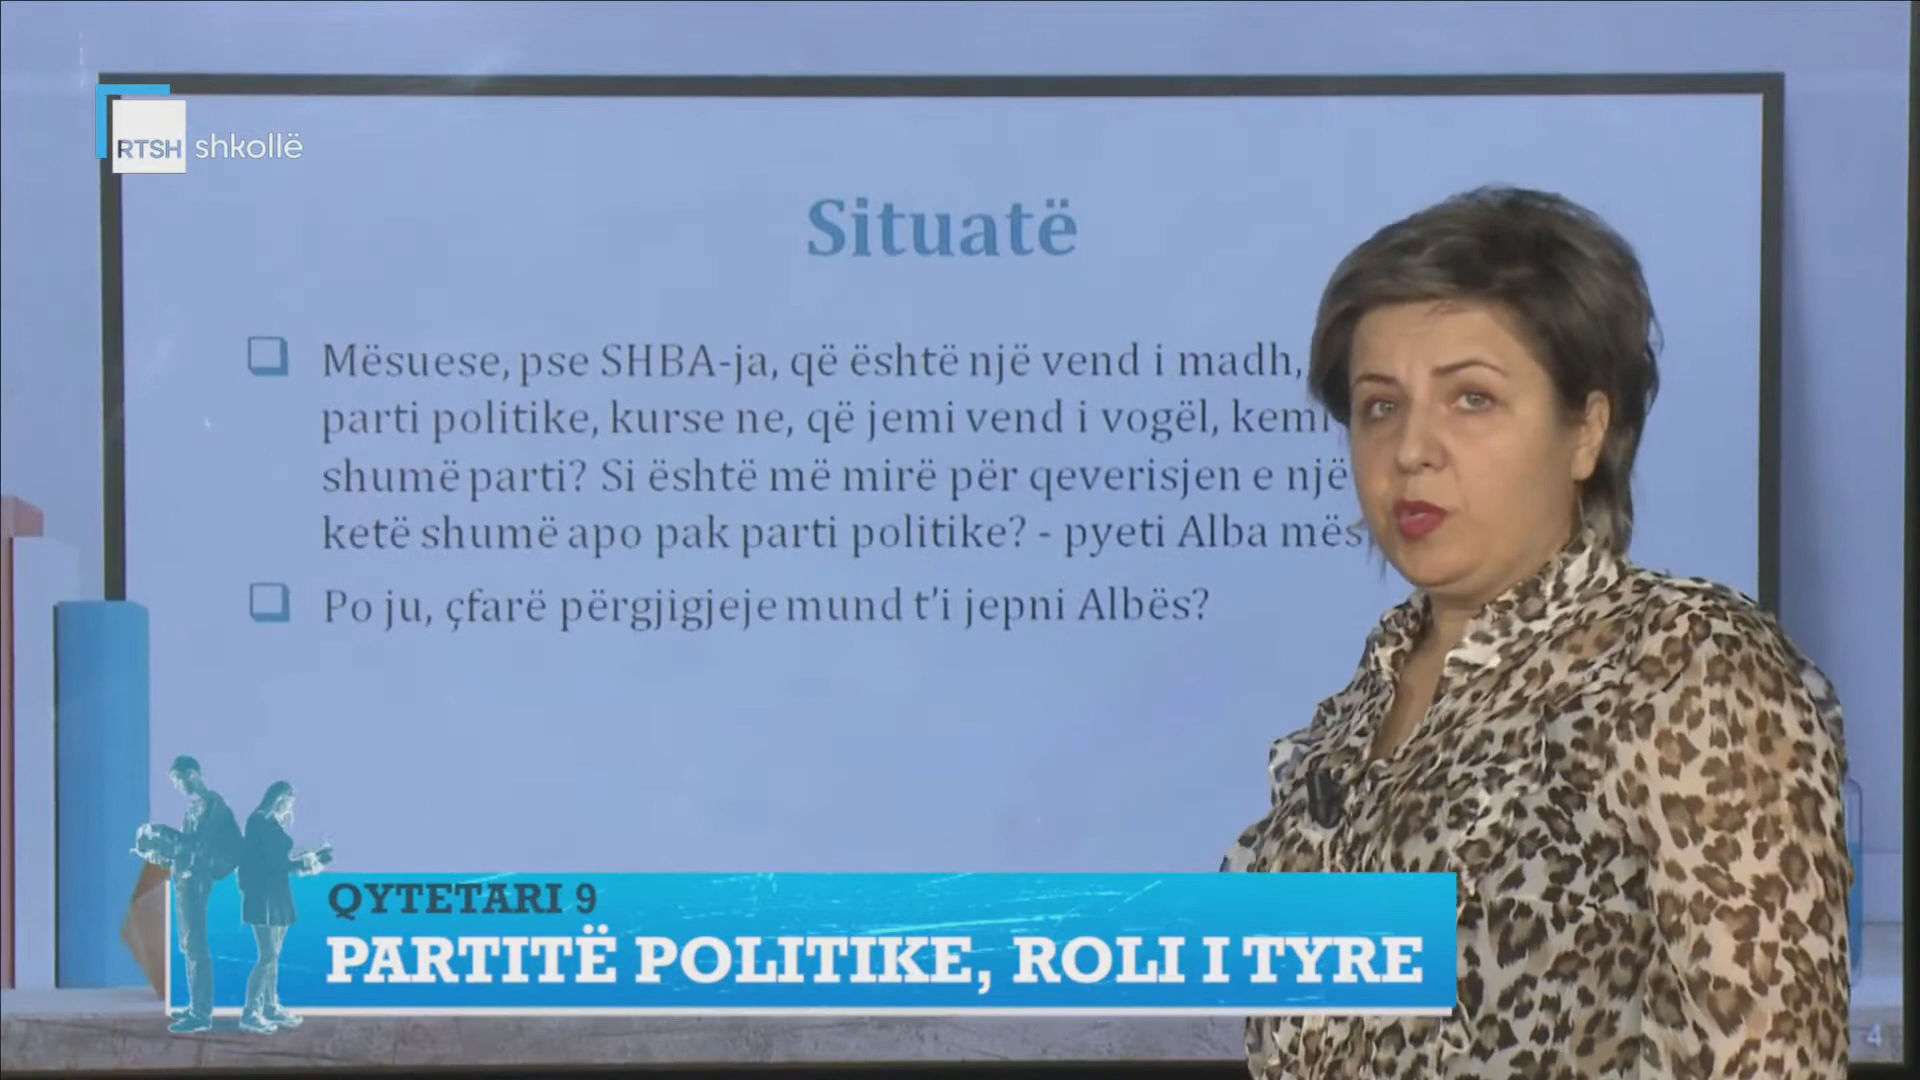 RTSH shkollë
Situatë
Mësuese, pse SHBA-ja, që është një vend i madh,
parti politike, kurse ne, që jemi vend i vogël, kemi
shumë parti? Si është më mirë për qeverisjen e një
ketë shumë apo pak parti politike? - pyeti Alba
Po ju, çfarë përgjigjeje mund t'i jepni Albës?
QYTETARI 9
PARTITË POLITIKE, ROLI I TYRE
4